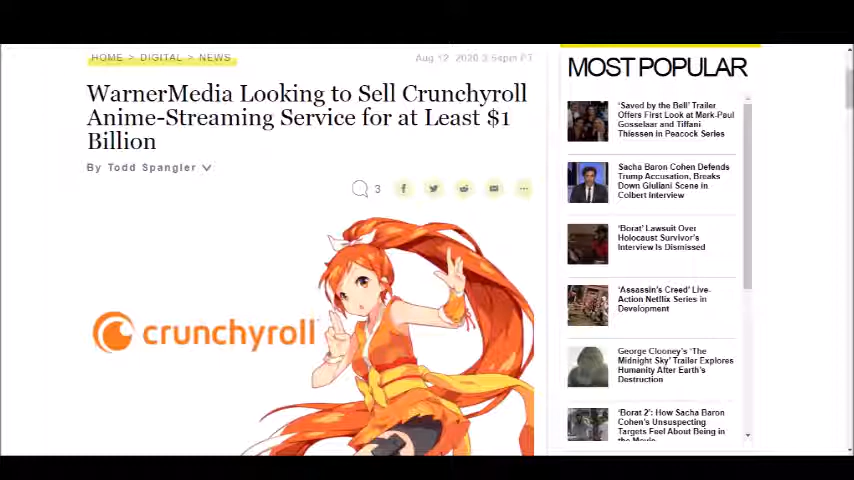 HOME > DIGITAL > NEWS
Aug 12, 2020 3:54pm PT
WarnerMedia Looking to Sell Crunchyroll
Anime-Streaming Service for at Least $1
Billion
By Todd Spangler
3
crunchyroll
MOST POPULAR
'Saved by the Bell' Trailer
Offers First Look at Mark-Paul
Gosselaar and Tiffani
Thiessen in Peacock Series
Sacha Baron Cohen Defends
Trump Accusation, Breaks
Down Giuliani Scene in
Colbert Interview
'Borat' Lawsuit Over
Holocaust Survivor's
Interview Is Dismissed
'Assassin's Creed' Live-
Action Netflix Series in
Development
George Clooney's 'The
Midnight Sky' Trailer Explores
Humanity After Earth's
Destruction
'Borat 2': How Sacha Baron
Cohen's Unsuspecting
Targets Feel About Being in
the Movie